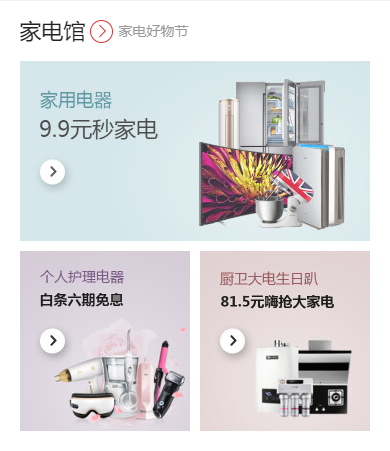 家电馆
家电好物节
家用电器
9.9元秒家电
个人护理电器
白条六期免息
厨卫大电生日趴
81.5元嗨抢大家电